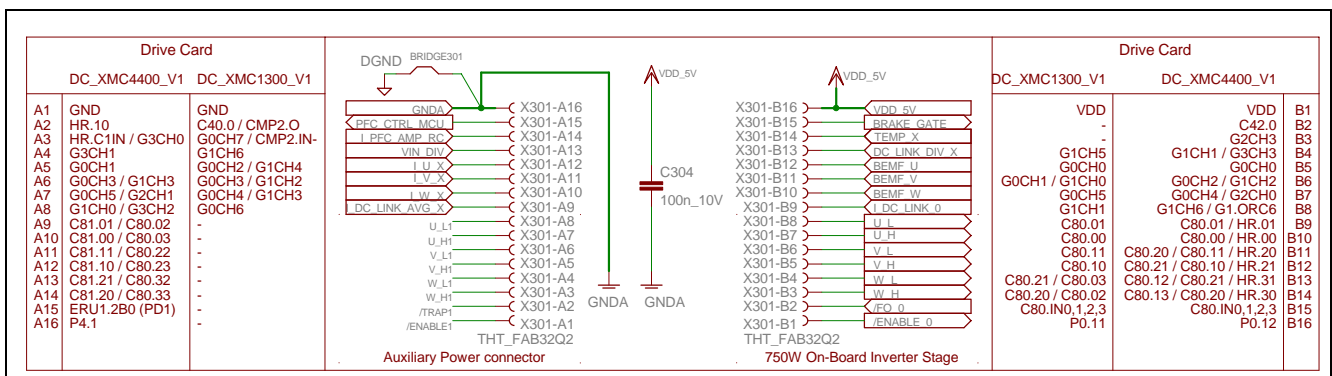 Drive Card
DC_XMC4400_V1 DC_XMC1300_V1
A1 GND GND
A2 HR.10 C40.0 / CMP2.O
A3 HR.C1IN / G3CH0 G0CH7 / CMP2.IN-
A4 G3CH1 G1CH6
A5 G0CH1 G0CH2 / G1CH4
A6 G0CH3 / G1CH3 G0CH3 / G1CH2
A7 G0CH5 / G2CH1 G0CH4 / G1CH3
A8 G1CH0 / G3CH2 G0CH6
A9 C81.01 / C80.02 -
A10 C81.00 / C80.03 -
A11 C81.11 / C80.22 -
A12 C81.10 / C80.23 -
A13 C81.21 / C80.32 -
A14 C81.20 / C80.33 -
A15 ERU1.2B0 (PD1) -
A16 P4.1 -
DGND BRIDGE301
GNDA X301-A16
PFC_CTRL_MCU X301-A15
I_PFC_AMP_RC X301-A14
VIN_DIV X301-A13
I_U_X X301-A12
I_V_X X301-A11
I_W_X X301-A10
I_DC_LINK_AVG_X X301-A9
U_L1 X301-A8
U_H1 X301-A7
V_L1 X301-A6
V_H1 X301-A5
W_L1 X301-A4
W_H1 X301-A3
/TRAP1 X301-A2
/ENABLE1 X301-A1
THT_FAB32Q2
GNDA
Auxiliary Power connector
VDD_5V
C304
100n_10V
GNDA
VDD_5V
X301-B16 VDD_5V
X301-B15 BRAKE_GATE
X301-B14 TEMP_X
X301-B13 DC_LINK_DIV_X
X301-B12 BEMF_U
X301-B11 BEMF_V
X301-B10 BEMF_W
X301-B9 I_DC_LINK_0
X301-B8 U_L
X301-B7 U_H
X301-B6 V_L
X301-B5 V_H
X301-B4 W_L
X301-B3 W_H
X301-B2 /FO_0
X301-B1 /ENABLE_0
THT_FAB32Q2
750W On-Board Inverter Stage
Drive Card
DC_XMC1300_V1 DC_XMC4400_V1
VDD VDD B1
- C42.0 B2
- G2CH3 B3
G1CH5 G1CH1 / G3CH3 B4
G0CH0 G0CH0 B5
G0CH1 / G1CH0 G0CH2 / G1CH2 B6
G0CH5 G0CH4 / G2CH0 B7
G1CH1 G1CH6 / G1.ORC6 B8
C80.01 C80.01 / HR.01 B9
C80.00 C80.00 / HR.00 B10
C80.11 C80.20 / C80.11 / HR.20 B11
C80.10 C80.21 / C80.10 / HR.21 B12
C80.21 / C80.03 C80.12 / C80.21 / HR.31 B13
C80.20 / C80.02 C80.13 / C80.20 / HR.30 B14
C80.IN0,1,2,3 C80.IN0,1,2,3 B15
P0.11 P0.12 B16